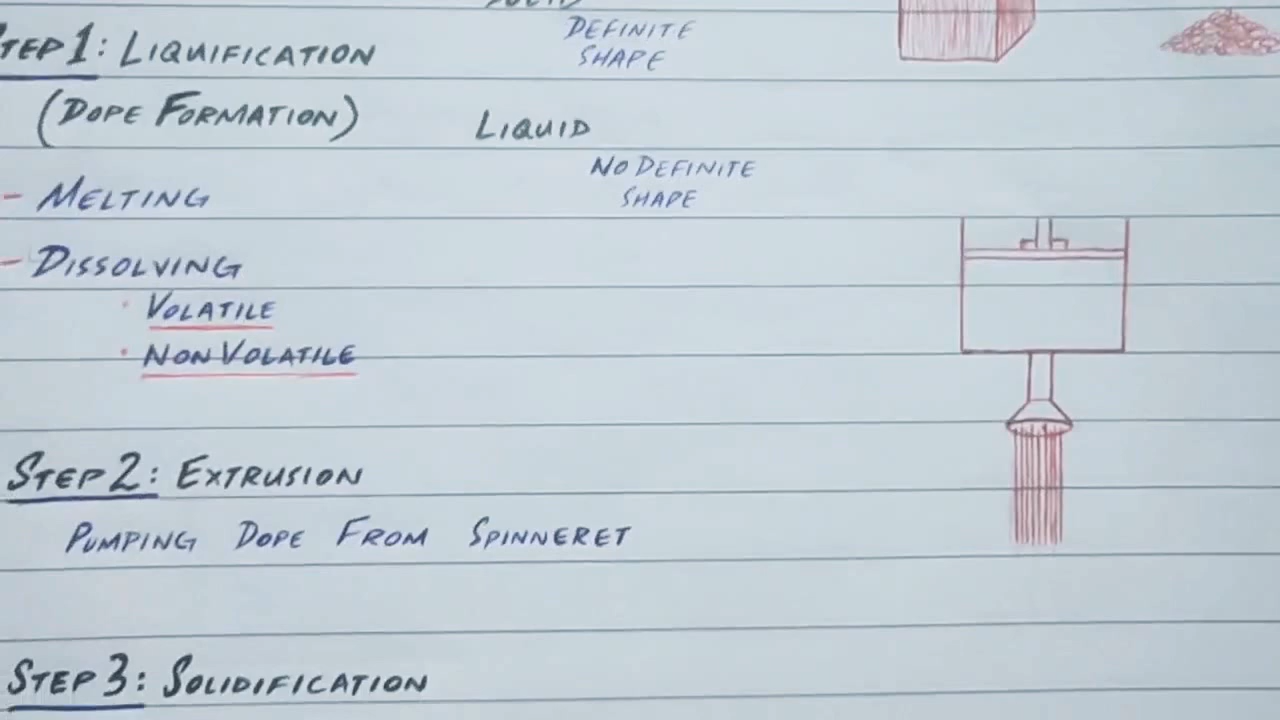 SOLID
DEFINITE
SHAPE
STEP 1: LIQUIFICATION
(DOPE FORMATION)
LIQUID
NO DEFINITE
SHAPE
- MELTING
- DISSOLVING
· VOLATILE
· NON VOLATILE
STEP 2: EXTRUSION
PUMPING DOPE FROM SPINNERET
STEP 3: SOLIDIFICATION